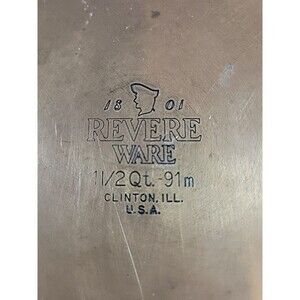 18 01
REVERE
WARE
1 1/2 Qt.-91m
CLINTON, ILL.
U.S.A.